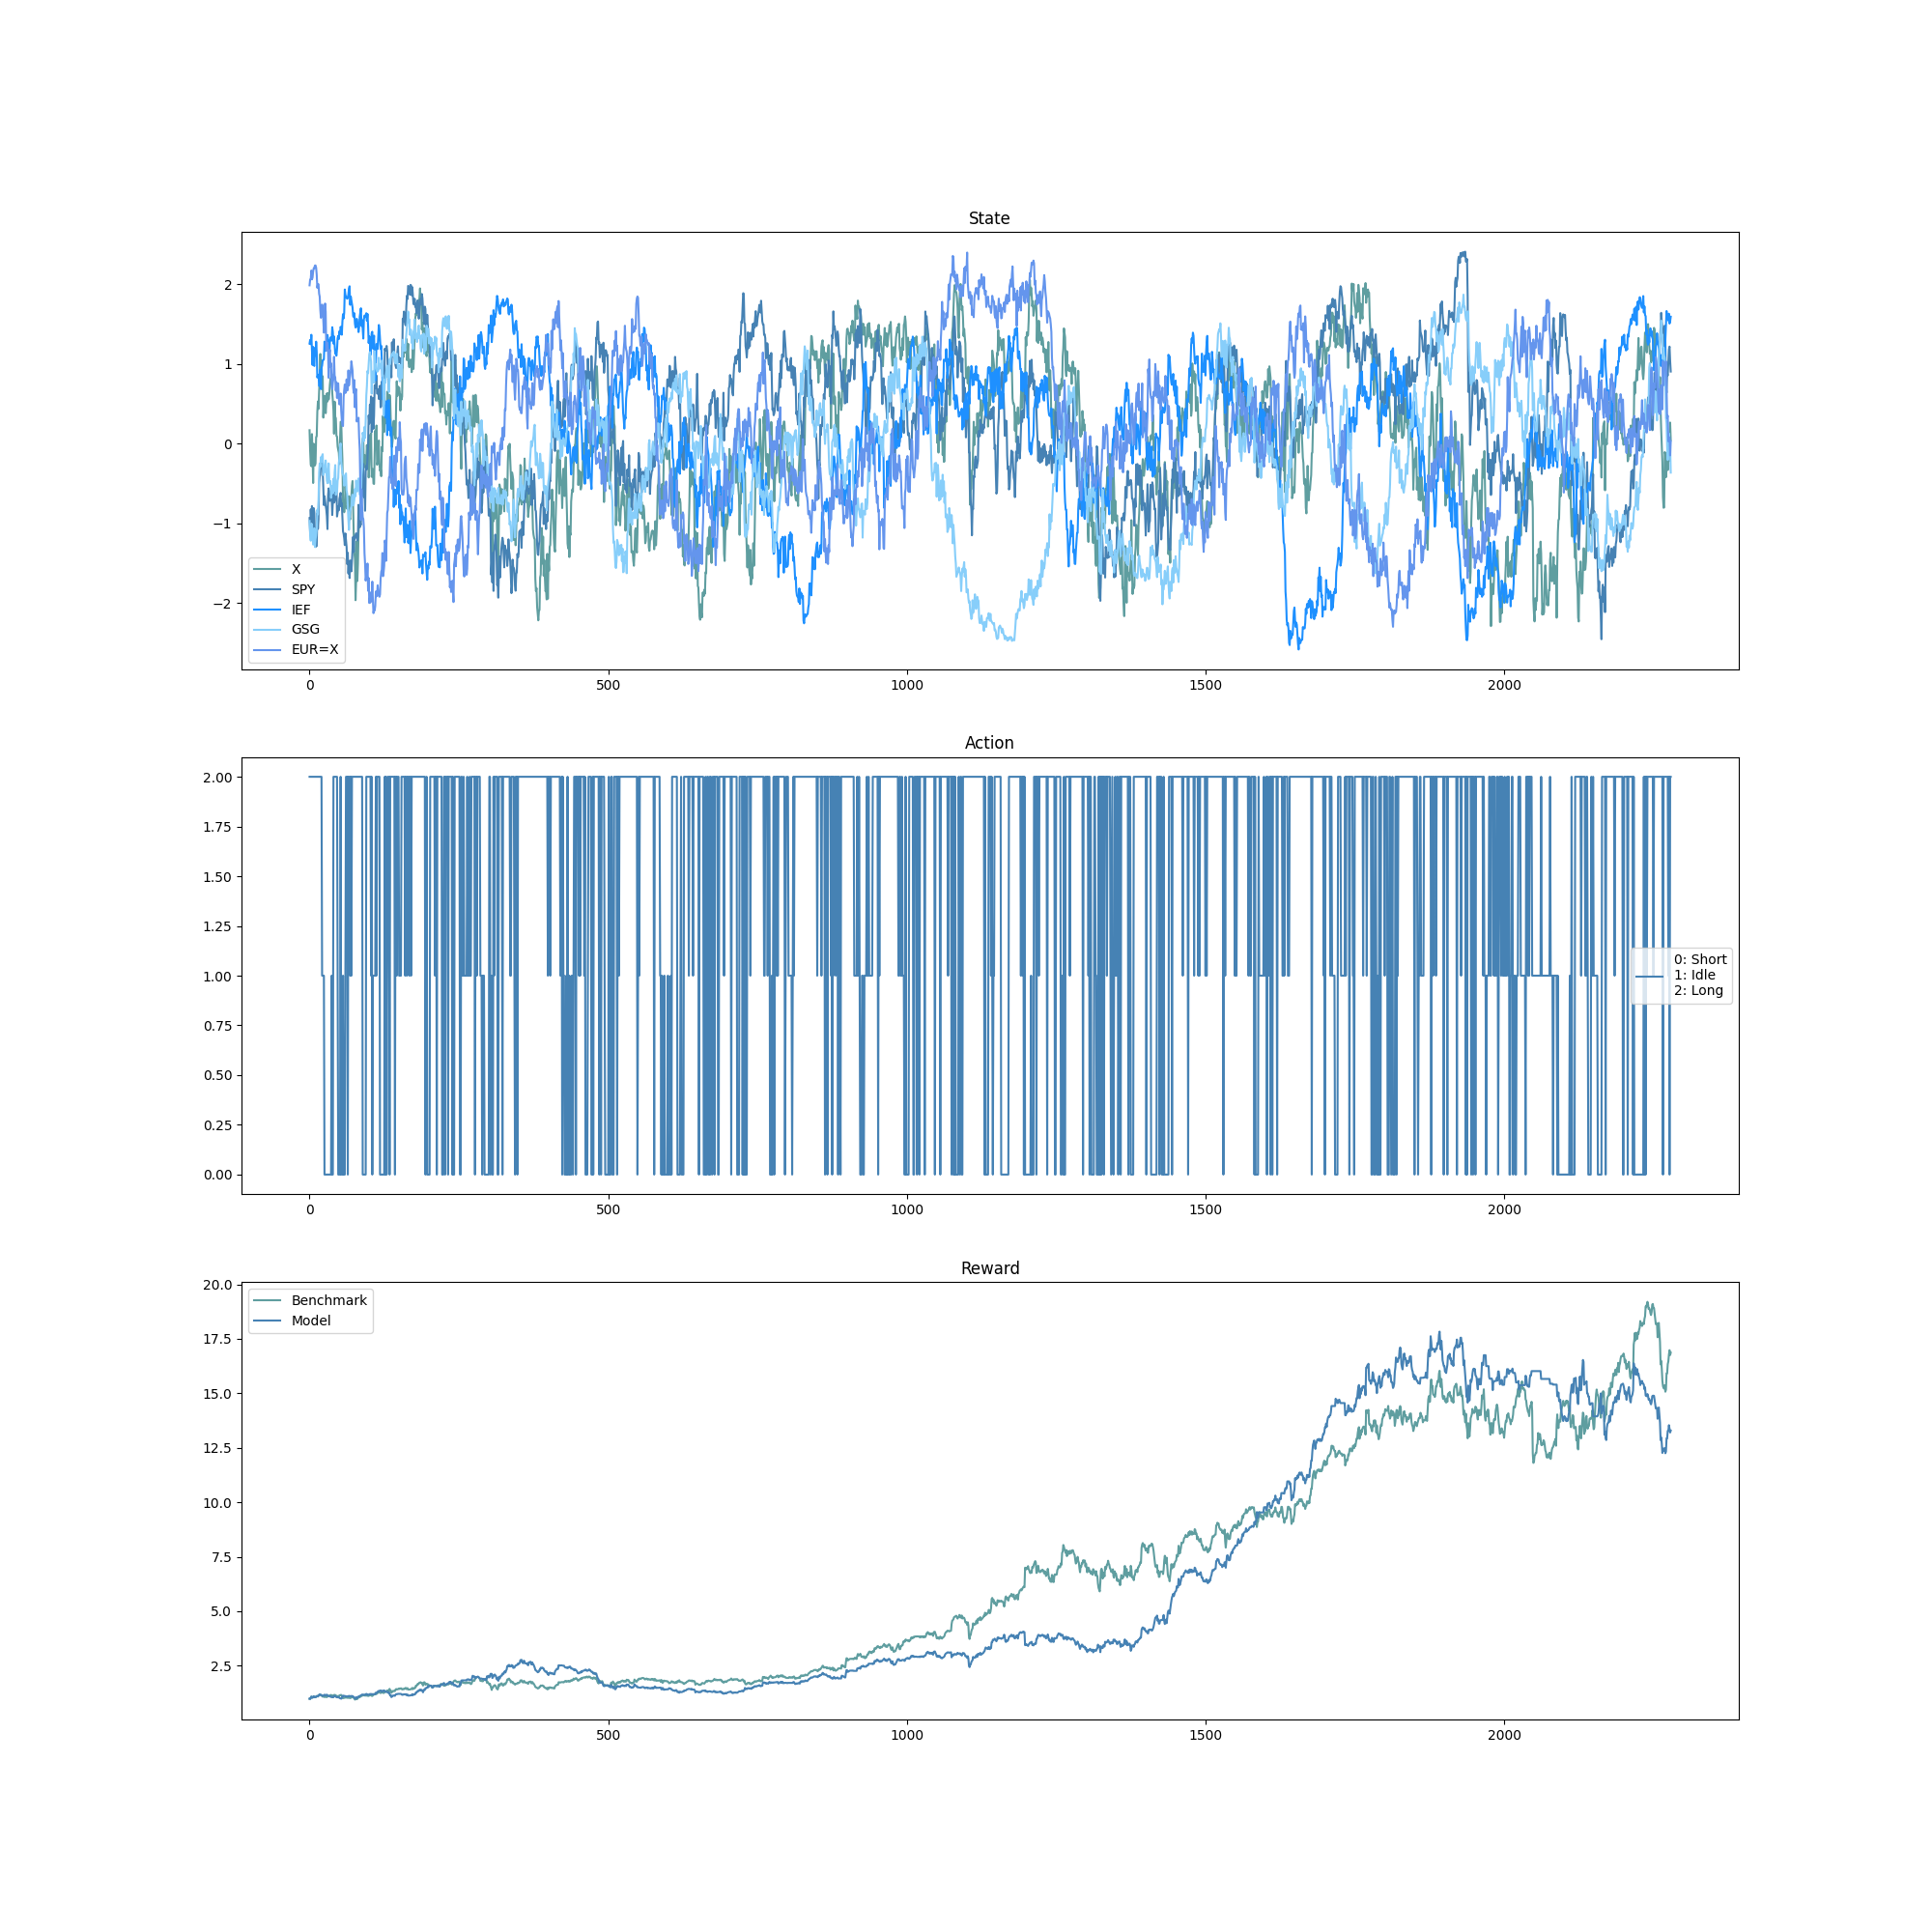 State
2
1
0
−1
−2
X
SPY
IEF
GSG
EUR=X
0 500 1000 1500 2000
Action
2.00
1.75
1.50
1.25
1.00
0.75
0.50
0.25
0.00
0: Short
1: Idle
2: Long
0 500 1000 1500 2000
Reward
20.0
17.5
15.0
12.5
10.0
7.5
5.0
2.5
Benchmark
Model
0 500 1000 1500 2000